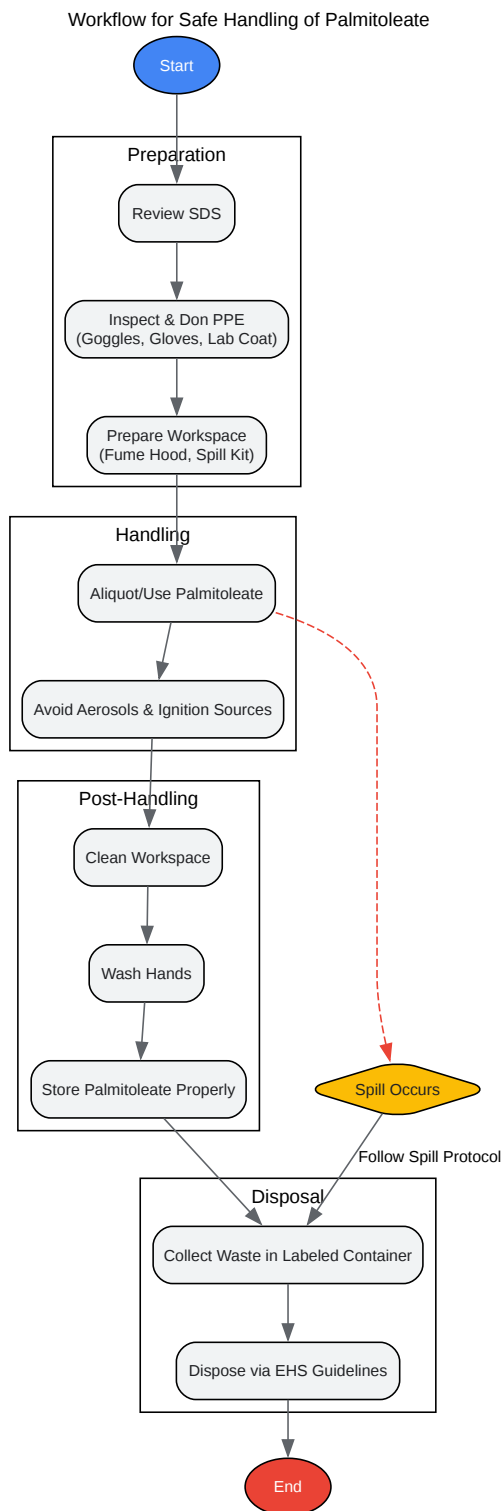 Workflow for Safe Handling of Palmitoleate
Start
Preparation
Review SDS
Inspect & Don PPE
(Goggles, Gloves, Lab Coat)
Prepare Workspace
(Fume Hood, Spill Kit)
Handling
Aliquot/Use Palmitoleate
Avoid Aerosols & Ignition Sources
Post-Handling
Clean Workspace
Wash Hands
Store Palmitoleate Properly
Spill Occurs
Follow Spill Protocol
Disposal
Collect Waste in Labeled Container
Dispose via EHS Guidelines
End